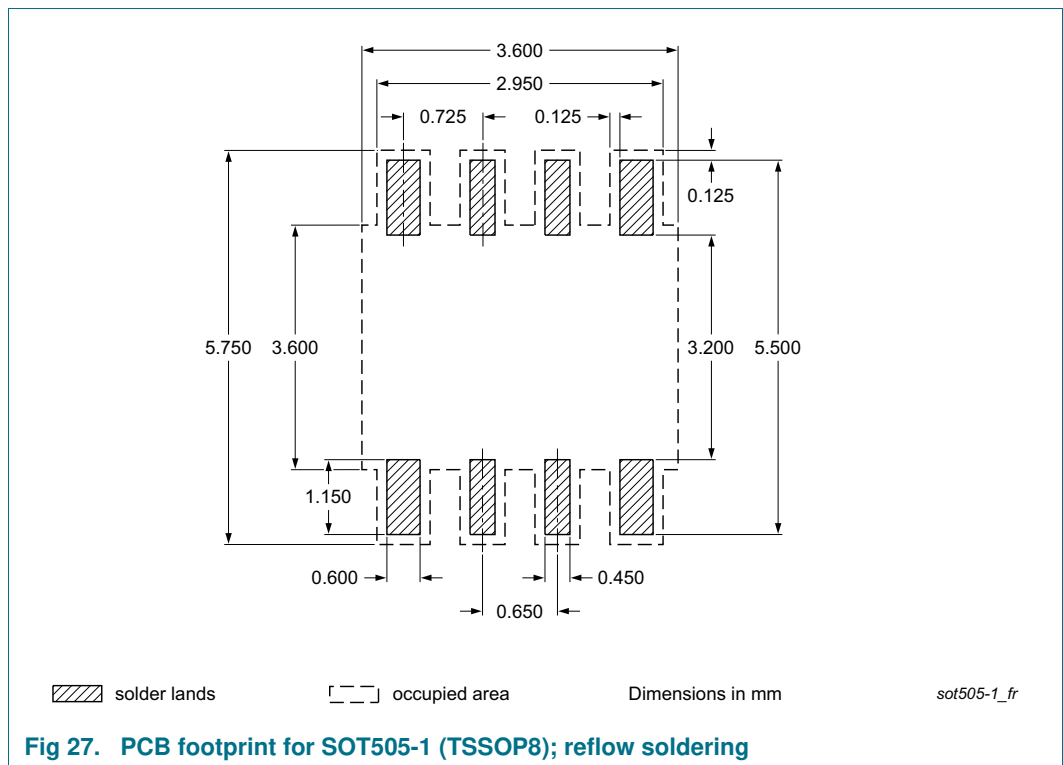 3.600
2.950
0.725 0.125
0.125
5.750 3.600 3.200 5.500
1.150
0.600 0.450
0.650
solder lands occupied area Dimensions in mm sot505-1_fr
Fig 27. PCB footprint for SOT505-1 (TSSOP8); reflow soldering